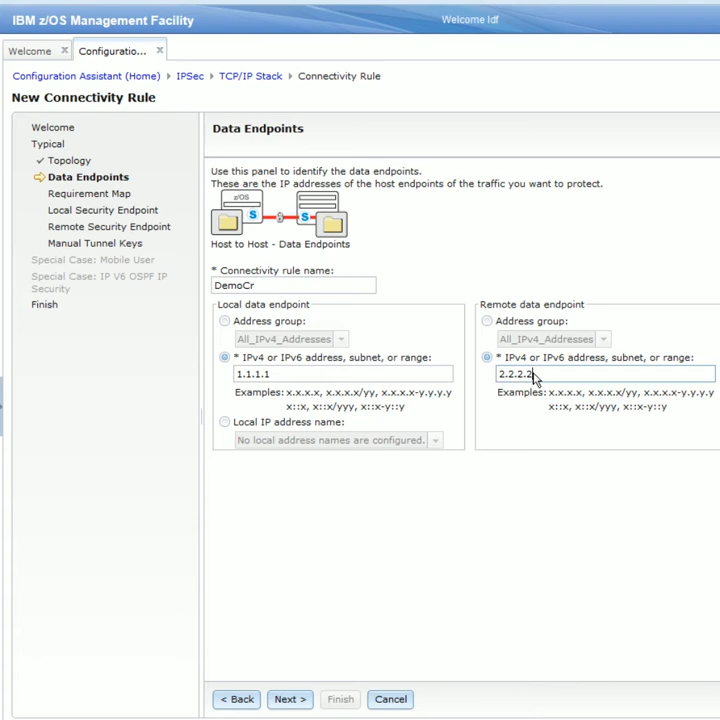 IBM z/OS Management Facility
Welcome ldf
Welcome
Configuratio...
Configuration Assistant (Home) IPSec TCP/IP Stack Connectivity Rule
New Connectivity Rule
Welcome
Typical
Topology
Data Endpoints
Requirement Map
Local Security Endpoint
Remote Security Endpoint
Manual Tunnel Keys
Special Case: Mobile User
Special Case: IP V6 OSPF IP
Security
Finish
Data Endpoints
Use this panel to identify the data endpoints.
These are the IP addresses of the host endpoints of the traffic you want to protect.
z/OS
S
S
Host to Host - Data Endpoints
* Connectivity rule name:
DemoCr
Local data endpoint
Address group:
All_IPv4_Addresses
* IPv4 or IPv6 address, subnet, or range:
1.1.1.1
Examples: x.x.x.x, x.x.x.x/yy, x.x.x.x-y.y.y.y
x::x, x::x/yyy, x::x-y::y
Local IP address name:
No local address names are configured.
Remote data endpoint
Address group:
All_IPv4_Addresses
* IPv4 or IPv6 address, subnet, or range:
2.2.2.2
Examples: x.x.x.x, x.x.x.x/yy, x.x.x.x-y.y.y.y
x::x, x::x/yyy, x::x-y::y
< Back
Next >
Finish
Cancel